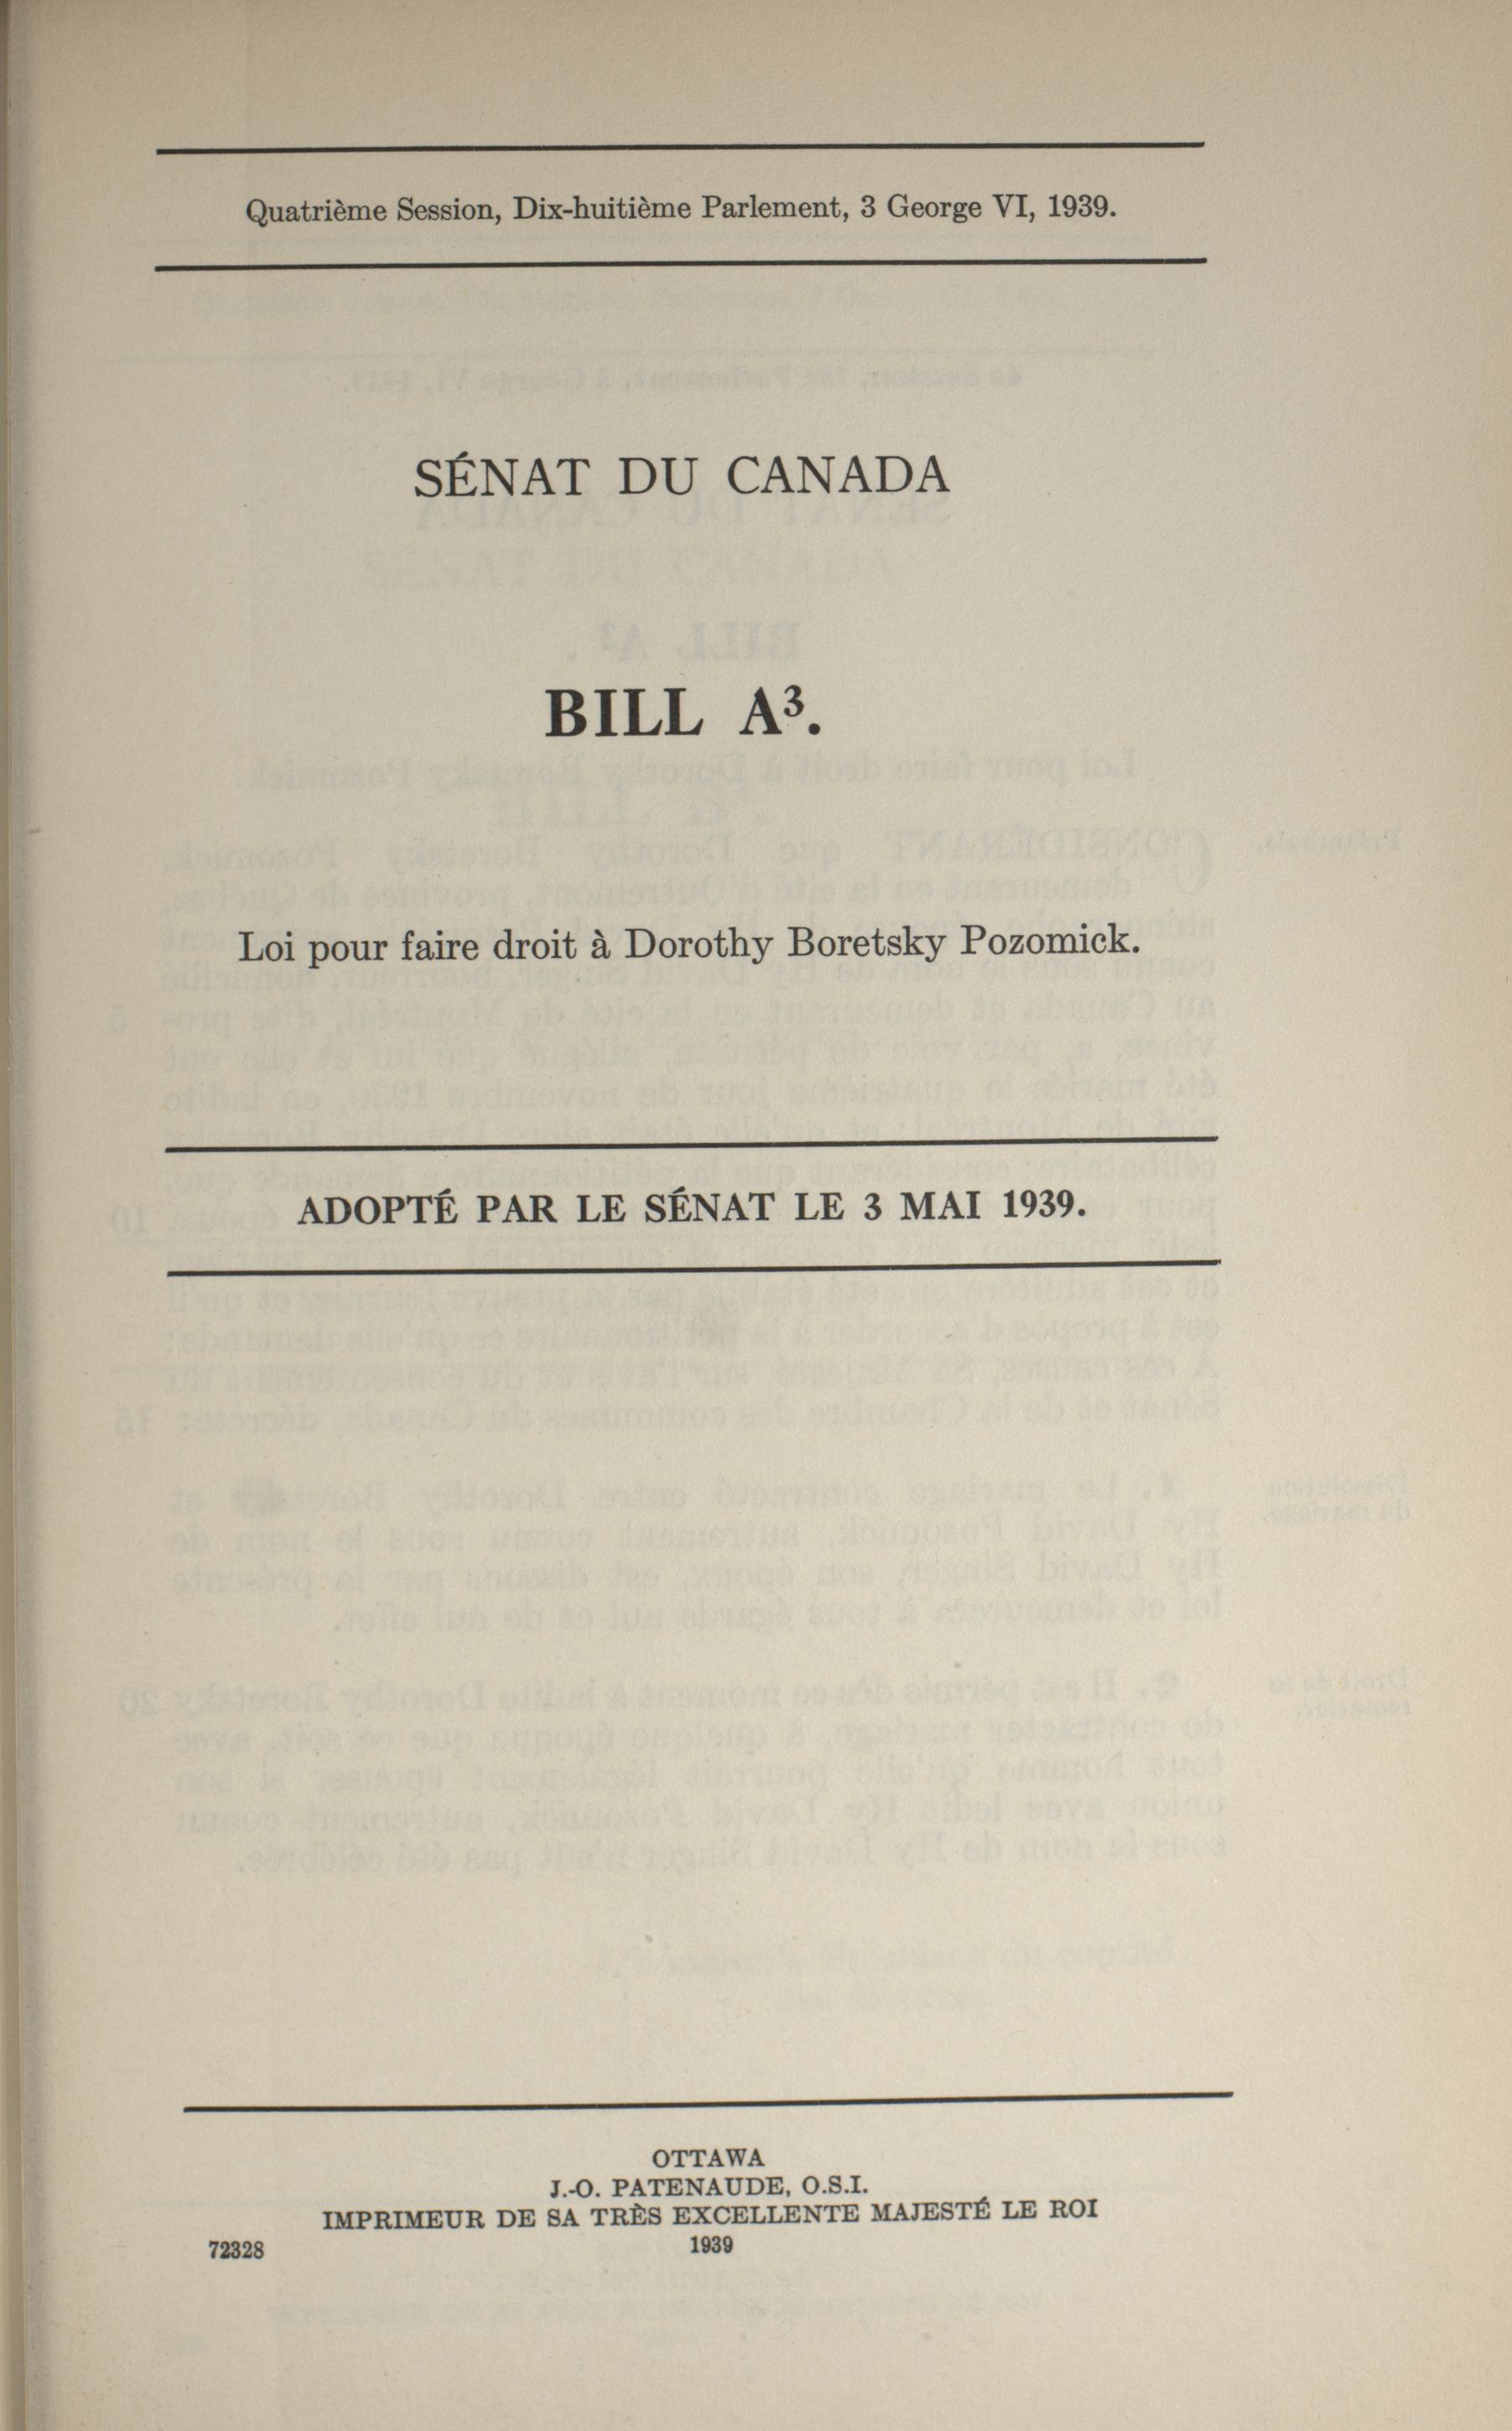 Quatrième Session, Dix-huitième Parlement, 3 George VI, 1939.
SÉNAT DU CANADA
BILL A³.
Loi pour faire droit à Dorothy Boretsky Pozomick.
ADOPTÉ PAR LE SÉNAT LE 3 MAI 1939.
OTTAWA
J.-O. PATENAUDE, O.S.I.
IMPRIMEUR DE SA TRÈS EXCELLENTE MAJESTÉ LE ROI
72328 1939